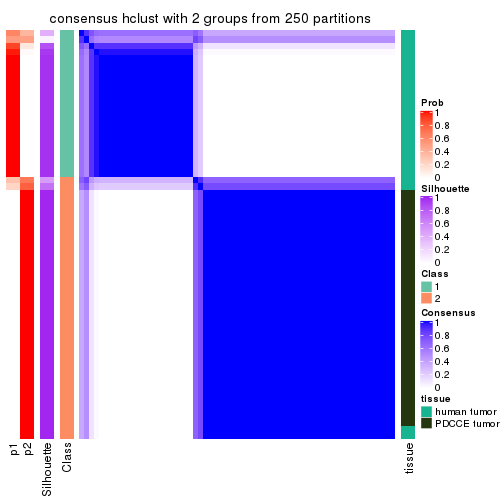 consensus hclust with 2 groups from 250 partitions
Prob
1
0.8
0.6
0.4
0.2
0
Silhouette
1
0.8
0.6
0.4
0.2
0
Class
1
2
Consensus
1
0.8
0.6
0.4
0.2
0
tissue
human tumor
PDCCE tumor
p1
p2
Silhouette
Class
tissue